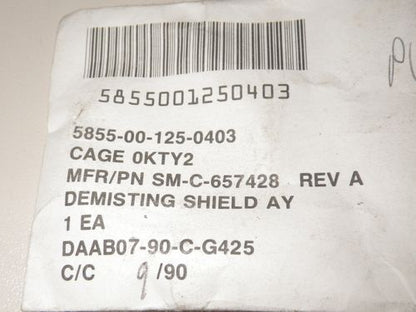 5855001250403
5855-00-125-0403
CAGE 0KTY2
MFR/PN SM-C-657428 REV A
DEMISTING SHIELD AY
1 EA
DAAB07-90-C-G425
C/C 9/90